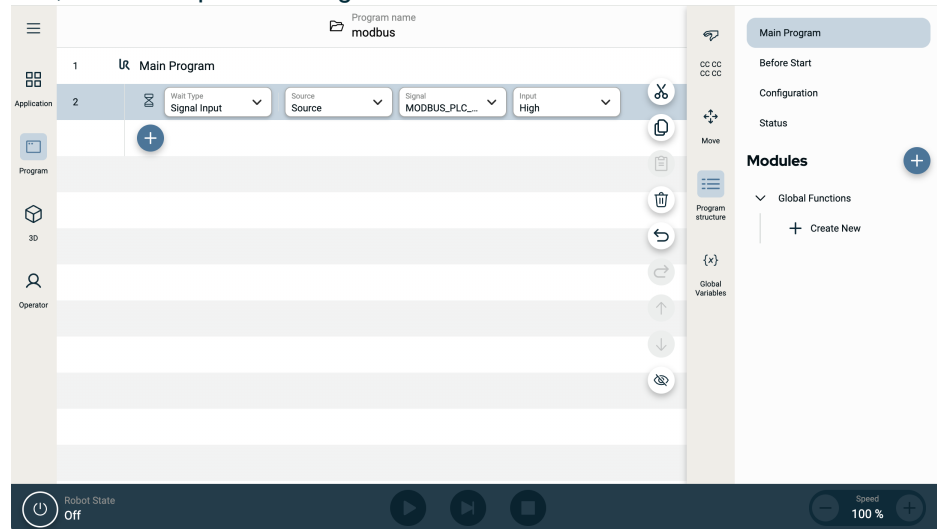 Program name
modbus
Application
Program
3D
Operator
1 Main Program
2
Wait Type
Signal Input
Source
Source
Signal
MODBUS_PLC_...
Input
High
CC CC
CC CC
Move
Program
structure
{x}
Global
Variables
Main Program
Before Start
Configuration
Status
Modules
Global Functions
Create New
Robot State
Off
Speed
100 %